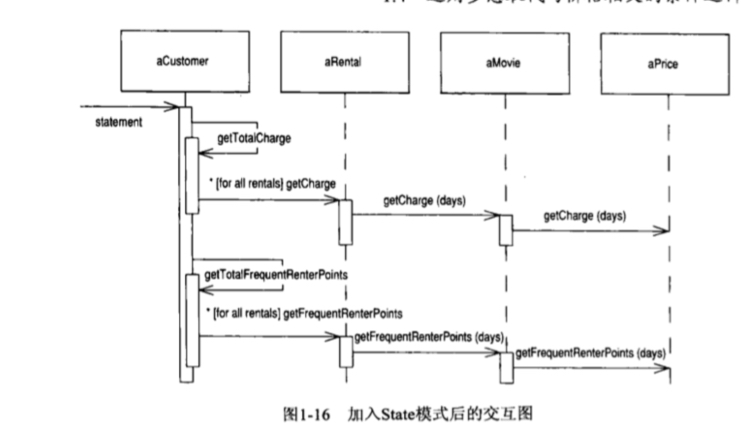 aCustomer
aRental
aMovie
aPrice
statement
getTotalCharge
* [for all rentals] getCharge
getCharge (days)
getCharge (days)
getTotalFrequentRenterPoints
* [for all rentals] getFrequentRenterPoints
getFrequentRenterPoints (days)
getFrequentRenterPoints (days)
图1-16 加入State模式后的交互图